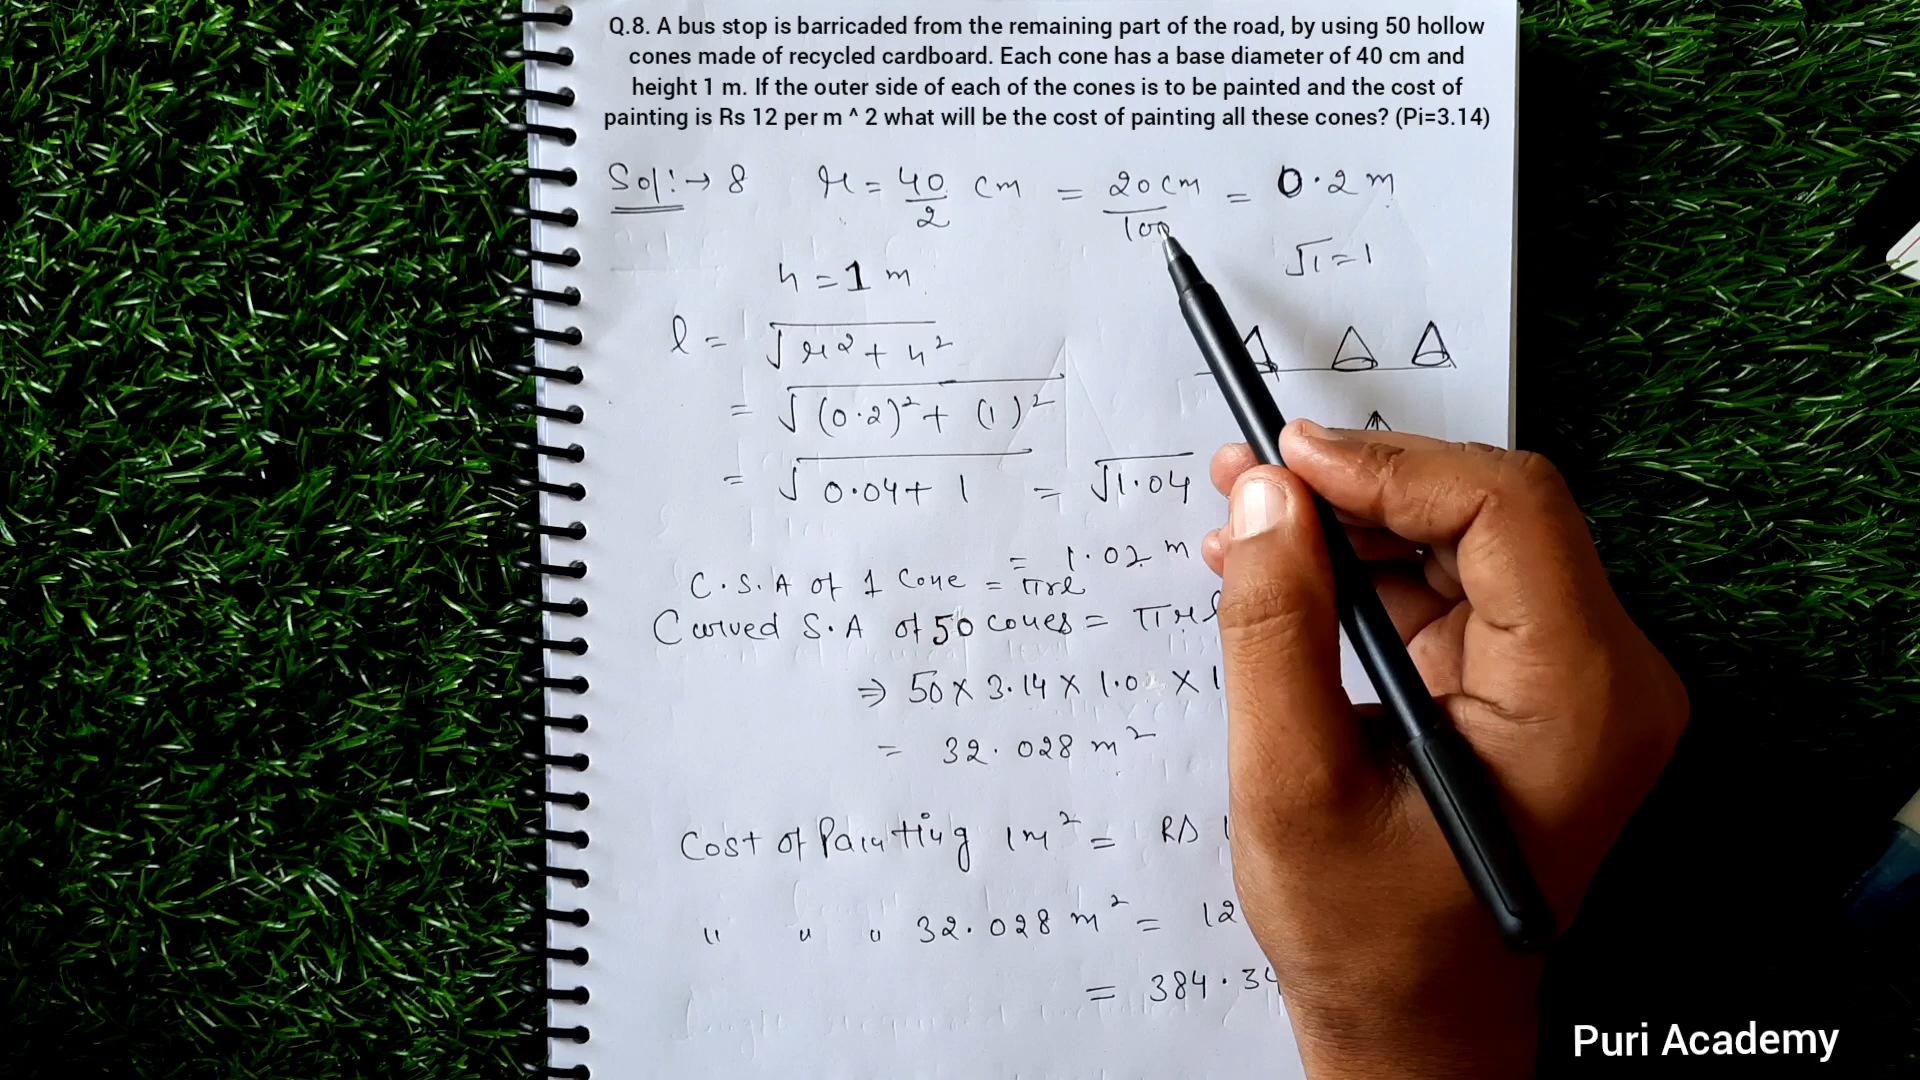 Q.8. A bus stop is barricaded from the remaining part of the road, by using 50 hollow
cones made of recycled cardboard. Each cone has a base diameter of 40 cm and
height 1 m. If the outer side of each of the cones is to be painted and the cost of
painting is Rs 12 per m ^ 2 what will be the cost of painting all these cones? (Pi=3.14)
Sol:→ 8 r = 40/2 cm = 20cm/100 = 0.2 m
h = 1 m √1=1
l = √r²+h²
= √(0.2)²+(1)²
= √0.04+1 = √1.04
= 1.02 m
C.S.A of 1 Cone = πrl
Curved S.A of 50 cones = πrl
⇒ 50 x 3.14 x 1.0 x 1
= 32.028 m²
Cost of Painting 1m² = Rs 1
" " " 32.028 m² = 12
= 384.34
Puri Academy